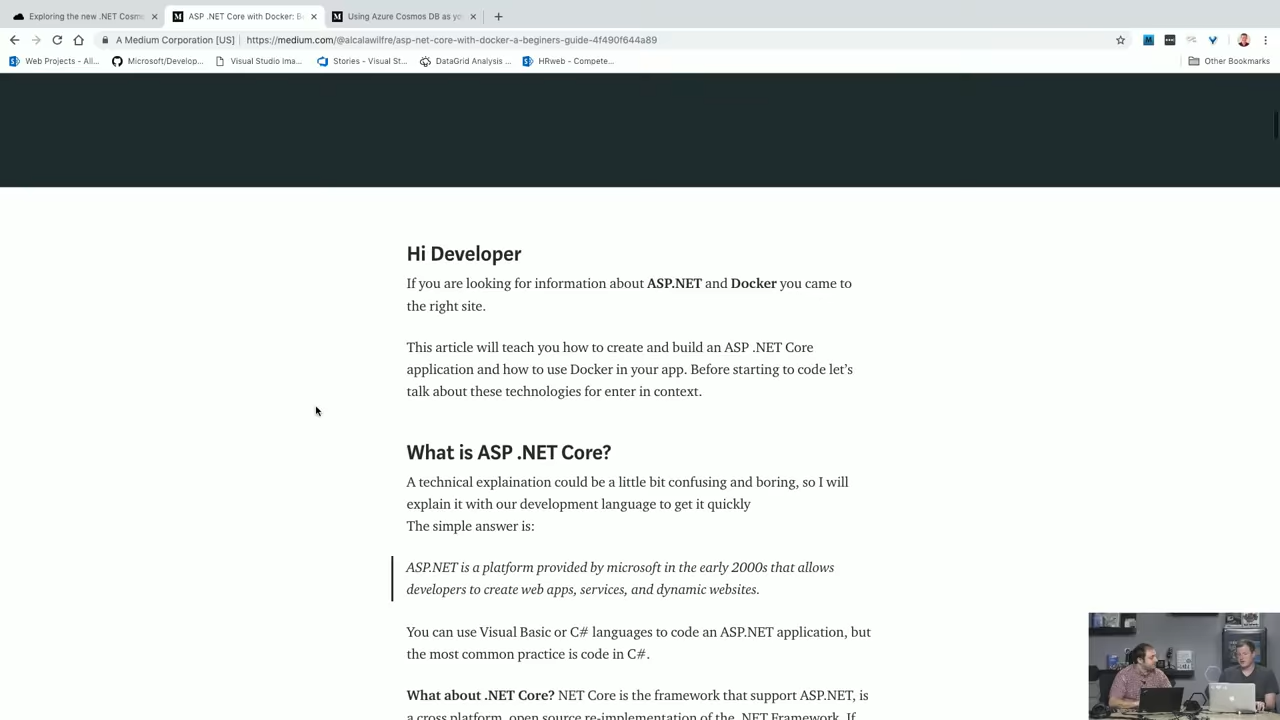 Exploring the new .NET Cosm
ASP .NET Core with Docker: Be
Using Azure Cosmos DB as yo
A Medium Corporation [US]
https://medium.com/@alcalawilfre/asp-net-core-with-docker-a-beginers-guide-4f490f644a89
Web Projects - All...
Microsoft/Develop...
Visual Studio Ima...
Stories - Visual St...
DataGrid Analysis ...
HRweb - Compete...
Other Bookmarks
Hi Developer
If you are looking for information about ASP.NET and Docker you came to
the right site.
This article will teach you how to create and build an ASP .NET Core
application and how to use Docker in your app. Before starting to code let’s
talk about these technologies for enter in context.
What is ASP .NET Core?
A technical explaination could be a little bit confusing and boring, so I will
explain it with our development language to get it quickly
The simple answer is:
ASP.NET is a platform provided by microsoft in the early 2000s that allows
developers to create web apps, services, and dynamic websites.
You can use Visual Basic or C# languages to code an ASP.NET application, but
the most common practice is code in C#.
What about .NET Core? NET Core is the framework that support ASP.NET, is
a cross platform, open source re-implementation of the .NET Framework. If